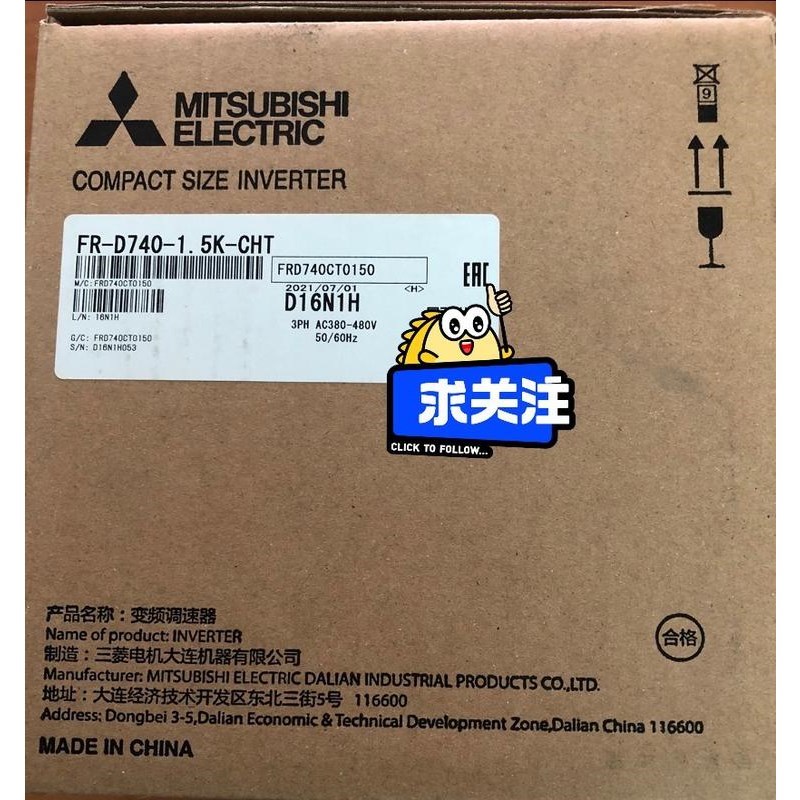 MITSUBISHI
ELECTRIC
COMPACT SIZE INVERTER
9
FR-D740-1.5K-CHT
FRD740CT0150
EAC
M/C:FRD740CT0150
2021/07/01 <H>
D16N1H
L/N: 16N1H
3PH AC380-480V
50/60Hz
G/C: FRD740CT0150
S/N: D16N1H053
求关注
CLICK TO FOLLOW...
产品名称：变频调速器
Name of product: INVERTER
制造：三菱电机大连机器有限公司
Manufacturer: MITSUBISHI ELECTRIC DALIAN INDUSTRIAL PRODUCTS CO.,LTD.
地址：大连经济技术开发区东北三街5号 116600
Address: Dongbei 3-5,Dalian Economic & Technical Development Zone,Dalian China 116600
MADE IN CHINA
合格